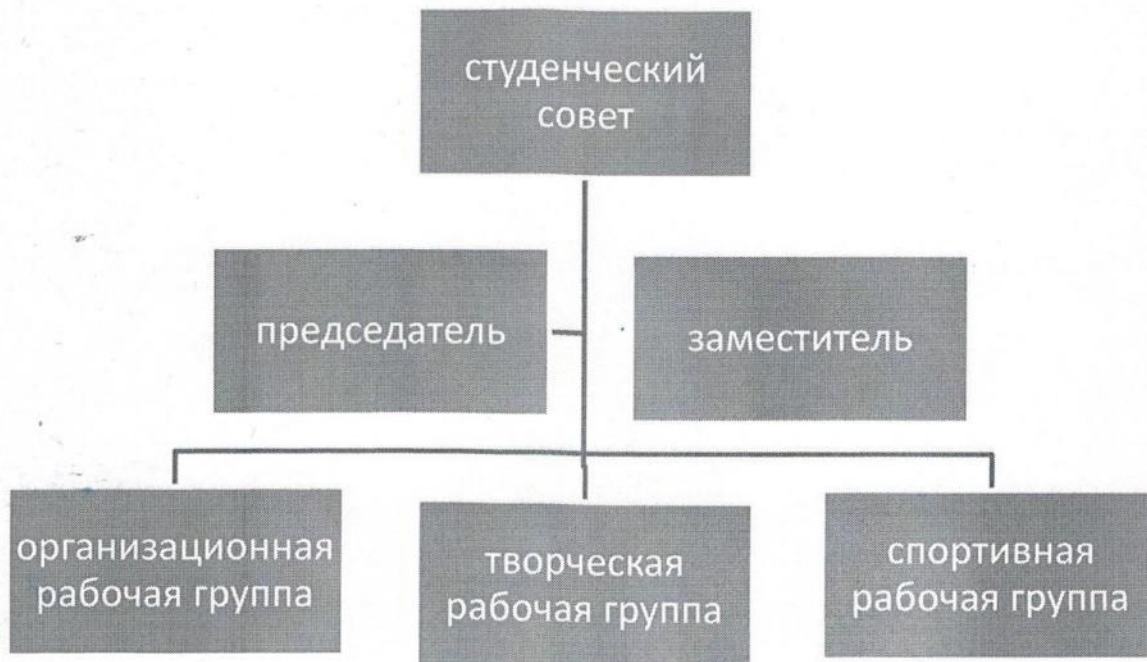 студенческий
совет
председатель
заместитель
организационная
рабочая группа
творческая
рабочая группа
спортивная
рабочая группа